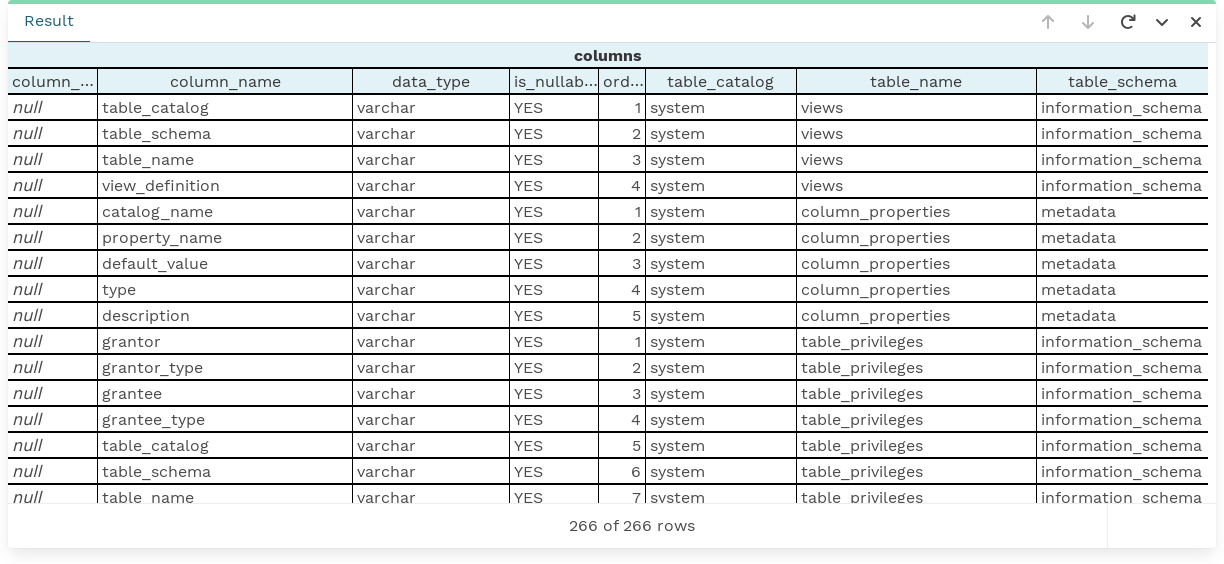 Result
columns
column_... column_name data_type is_nullab... ord... table_catalog table_name table_schema
null table_catalog varchar YES 1 system views information_schema
null table_schema varchar YES 2 system views information_schema
null table_name varchar YES 3 system views information_schema
null view_definition varchar YES 4 system views information_schema
null catalog_name varchar YES 1 system column_properties metadata
null property_name varchar YES 2 system column_properties metadata
null default_value varchar YES 3 system column_properties metadata
null type varchar YES 4 system column_properties metadata
null description varchar YES 5 system column_properties metadata
null grantor varchar YES 1 system table_privileges information_schema
null grantor_type varchar YES 2 system table_privileges information_schema
null grantee varchar YES 3 system table_privileges information_schema
null grantee_type varchar YES 4 system table_privileges information_schema
null table_catalog varchar YES 5 system table_privileges information_schema
null table_schema varchar YES 6 system table_privileges information_schema
null table_name varchar YES 7 system table_privileges information_schema
266 of 266 rows